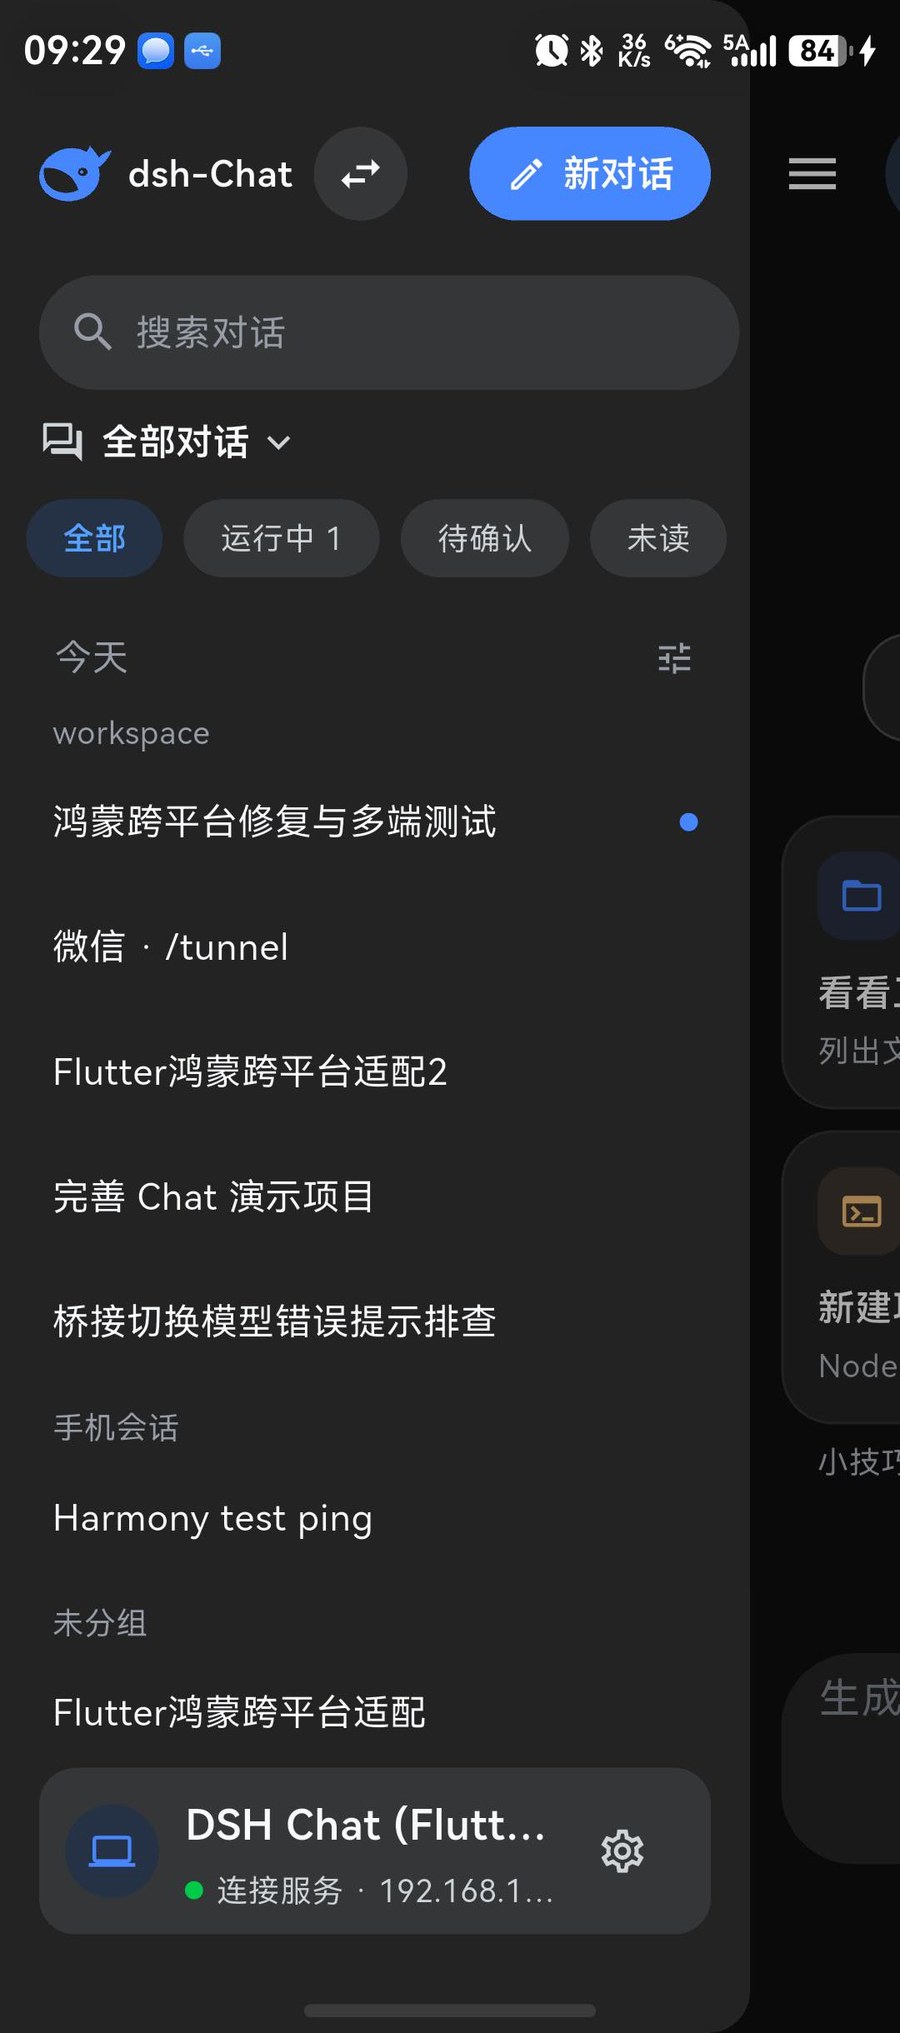 09:29
36 K/s
6+
5A
84
dsh-Chat
新对话
搜索对话
全部对话
全部
运行中 1
待确认
未读
今天
workspace
鸿蒙跨平台修复与多端测试
微信 · /tunnel
Flutter鸿蒙跨平台适配2
完善 Chat 演示项目
桥接切换模型错误提示排查
手机会话
Harmony test ping
未分组
Flutter鸿蒙跨平台适配
DSH Chat (Flutt...
连接服务 · 192.168.1...
看看
列出文
新建
Node
小技巧
生成